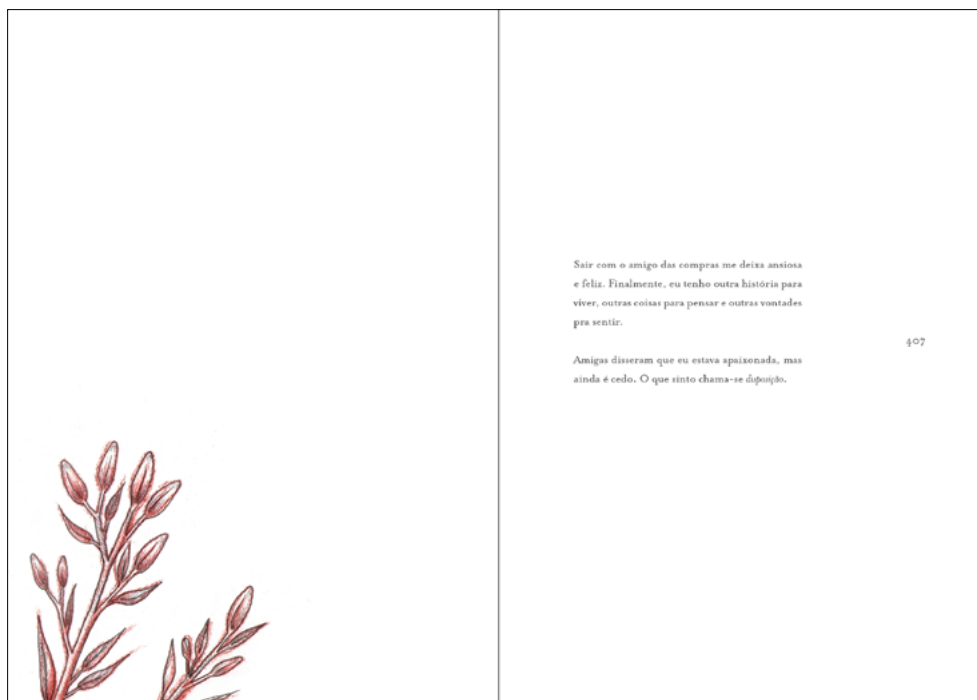 Sair com o amigo das compras me deixa ansiosa
e feliz. Finalmente, eu tenho outra história para
viver, outras coisas para pensar e outras vontades
pra sentir.
407
Amigas disseram que eu estava apaixonada, mas
ainda é cedo. O que sinto chama-se disposição.